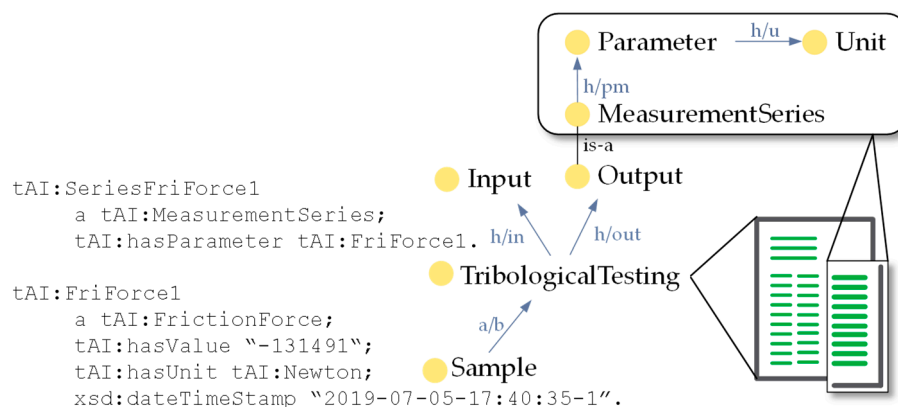 Parameter
h/u
Unit
h/pm
MeasurementSeries
is-a
Input
Output
h/in
h/out
TribologicalTesting
a/b
Sample
tAI:SeriesFriForce1
a tAI:MeasurementSeries;
tAI:hasParameter tAI:FriForce1.
tAI:FriForce1
a tAI:FrictionForce;
tAI:hasValue “-131491“;
tAI:hasUnit tAI:Newton;
xsd:dateTimeStamp “2019-07-05-17:40:35-1”.